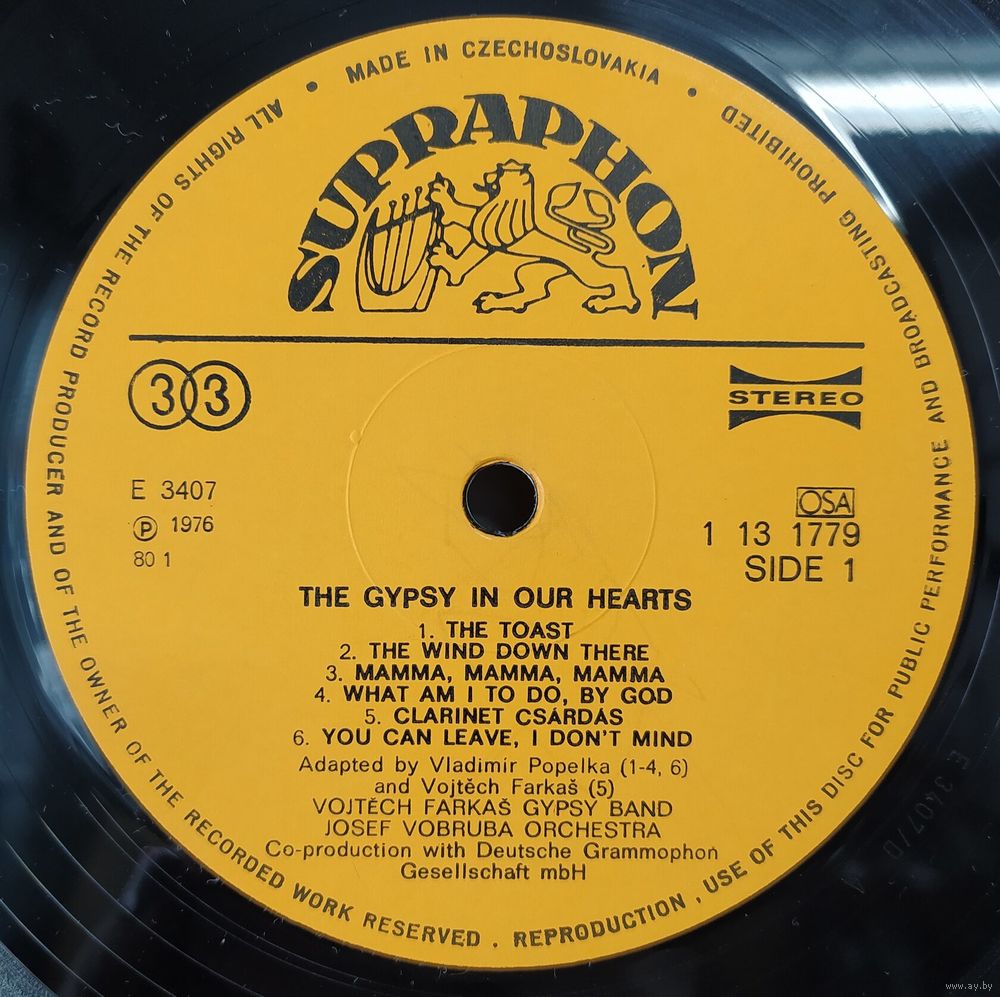 MADE IN CZECHOSLOVAKIA
ALL RIGHTS OF THE RECORD PRODUCER AND OF THE OWNER OF THE RECORDED WORK RESERVED . REPRODUCTION , USE OF THIS DISC FOR PUBLIC PERFORMANCE AND BROADCASTING PROHIBITED
SUPRAPHON
33
STEREO
E 3407
Ⓟ 1976
80 1
OSA
1 13 1779
SIDE 1
THE GYPSY IN OUR HEARTS
1. THE TOAST
2. THE WIND DOWN THERE
3. MAMMA, MAMMA, MAMMA
4. WHAT AM I TO DO, BY GOD
5. CLARINET CSÁRDÁS
6. YOU CAN LEAVE, I DON'T MIND
Adapted by Vladimír Popelka (1-4, 6)
and Vojtěch Farkaš (5)
VOJTĚCH FARKAŠ GYPSY BAND
JOSEF VOBRUBA ORCHESTRA
Co-production with Deutsche Grammophon
Gesellschaft mbH
www.ay.by